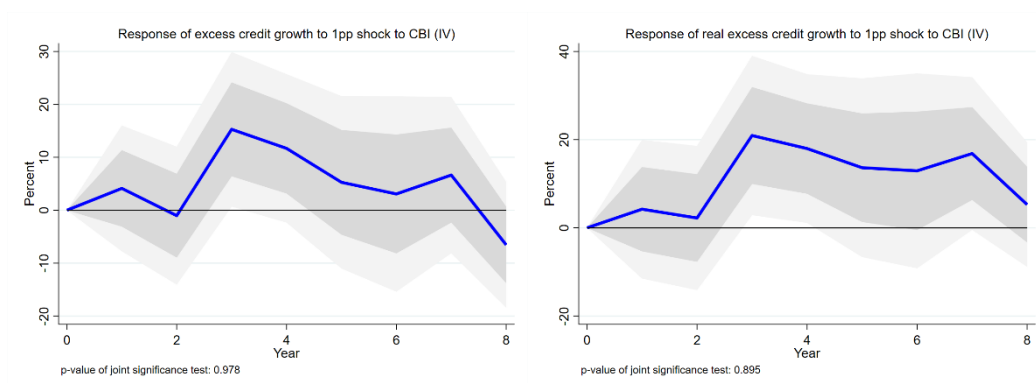 Response of excess credit growth to 1pp shock to CBI (IV)
30
20
10
0
-10
-20
Percent
0 2 4 6 8
Year
p-value of joint significance test: 0.978
Response of real excess credit growth to 1pp shock to CBI (IV)
40
20
0
-20
Percent
0 2 4 6 8
Year
p-value of joint significance test: 0.895